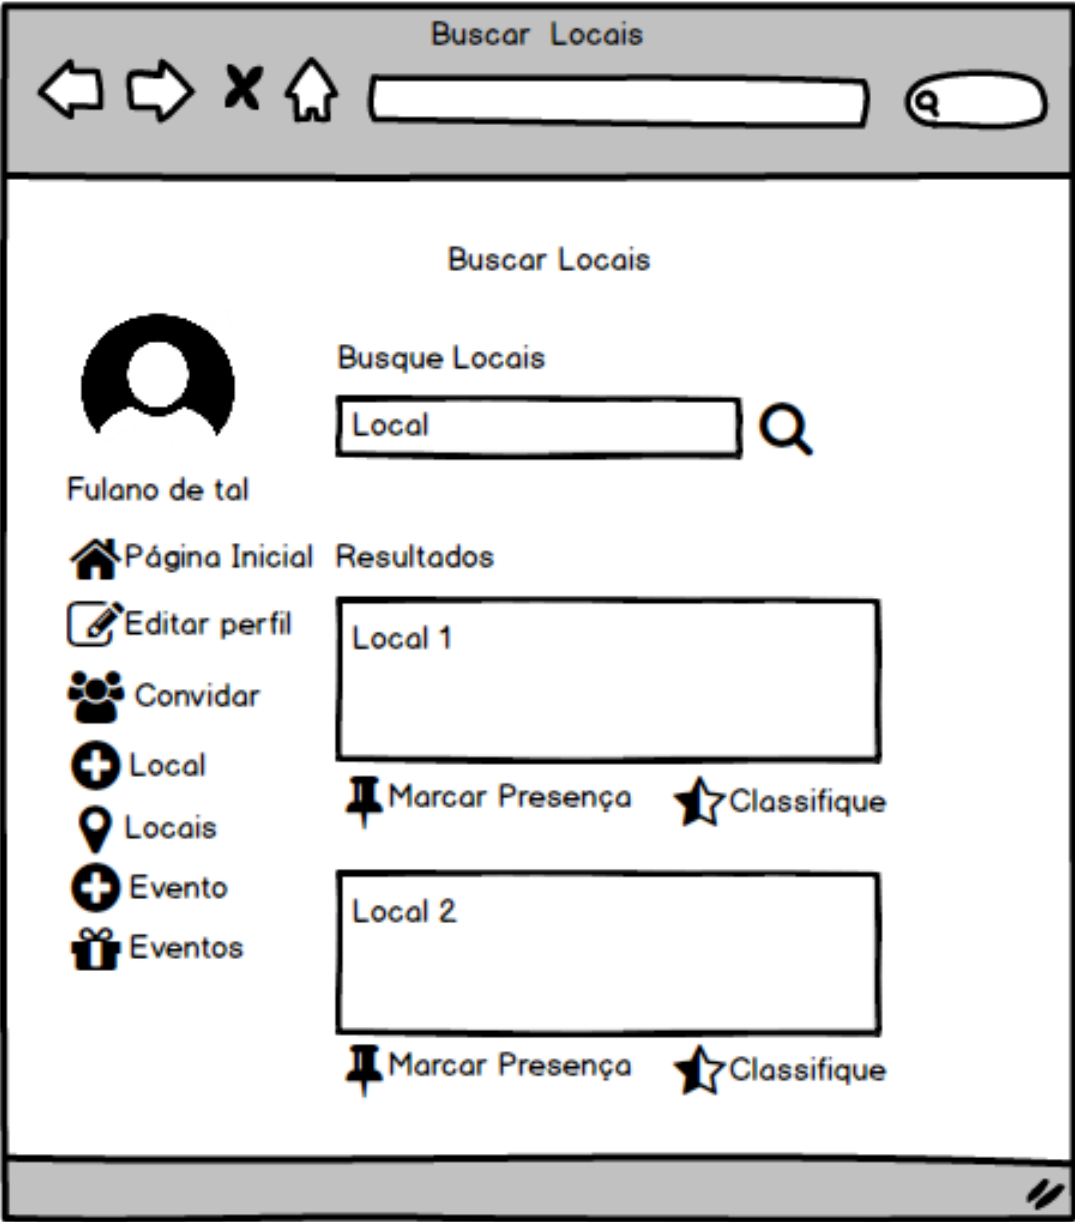 Buscar Locais
Buscar Locais
Busque Locais
Local
Fulano de tal
Página Inicial
Resultados
Editar perfil
Local 1
Convidar
Local
Marcar Presença
Classifique
Locais
Evento
Local 2
Eventos
Marcar Presença
Classifique